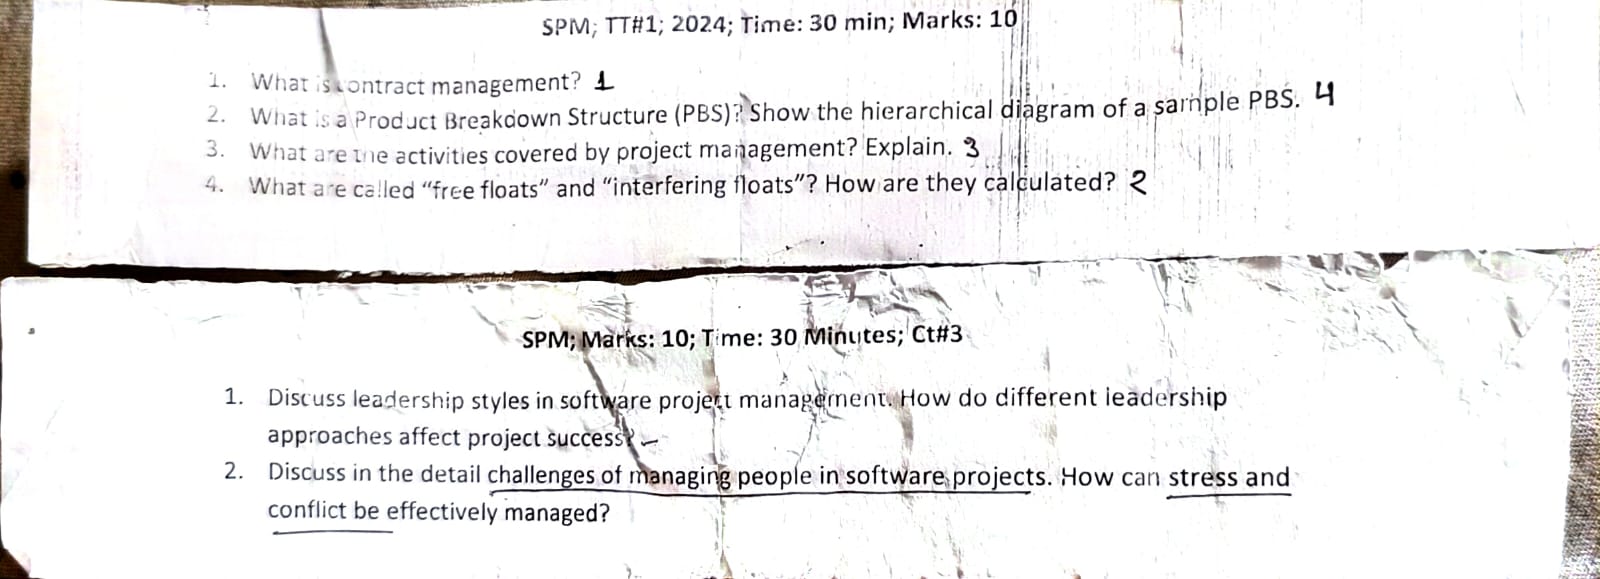 SPM; TT#1; 2024; Time: 30 min; Marks: 10
1. What is contract management? 1
2. What is a Product Breakdown Structure (PBS)? Show the hierarchical diagram of a sample PBS. 4
3. What are the activities covered by project management? Explain. 3
4. What are called “free floats” and “interfering floats”? How are they calculated? 2
SPM; Marks: 10; Time: 30 Minutes; Ct#3
1. Discuss leadership styles in software project management. How do different leadership
approaches affect project success?
2. Discuss in the detail challenges of managing people in software projects. How can stress and
conflict be effectively managed?